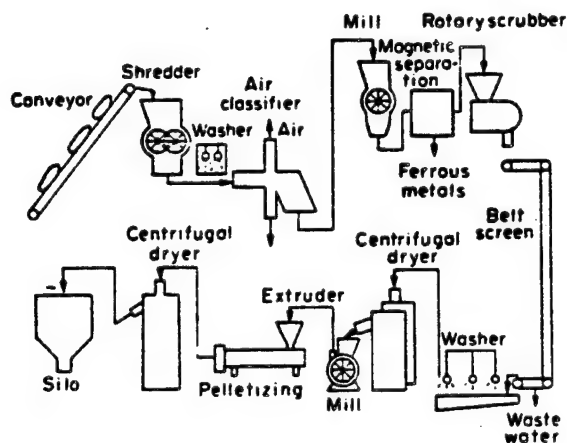 Mill
Rotary scrubber
Magnetic
separa-
tion
Shredder
Air
classifier
Conveyor
Washer
Air
Ferrous
metals
Belt
screen
Centrifugal
dryer
Centrifugal
dryer
Extruder
Washer
Silo
Pelletizing
Mill
Waste
water